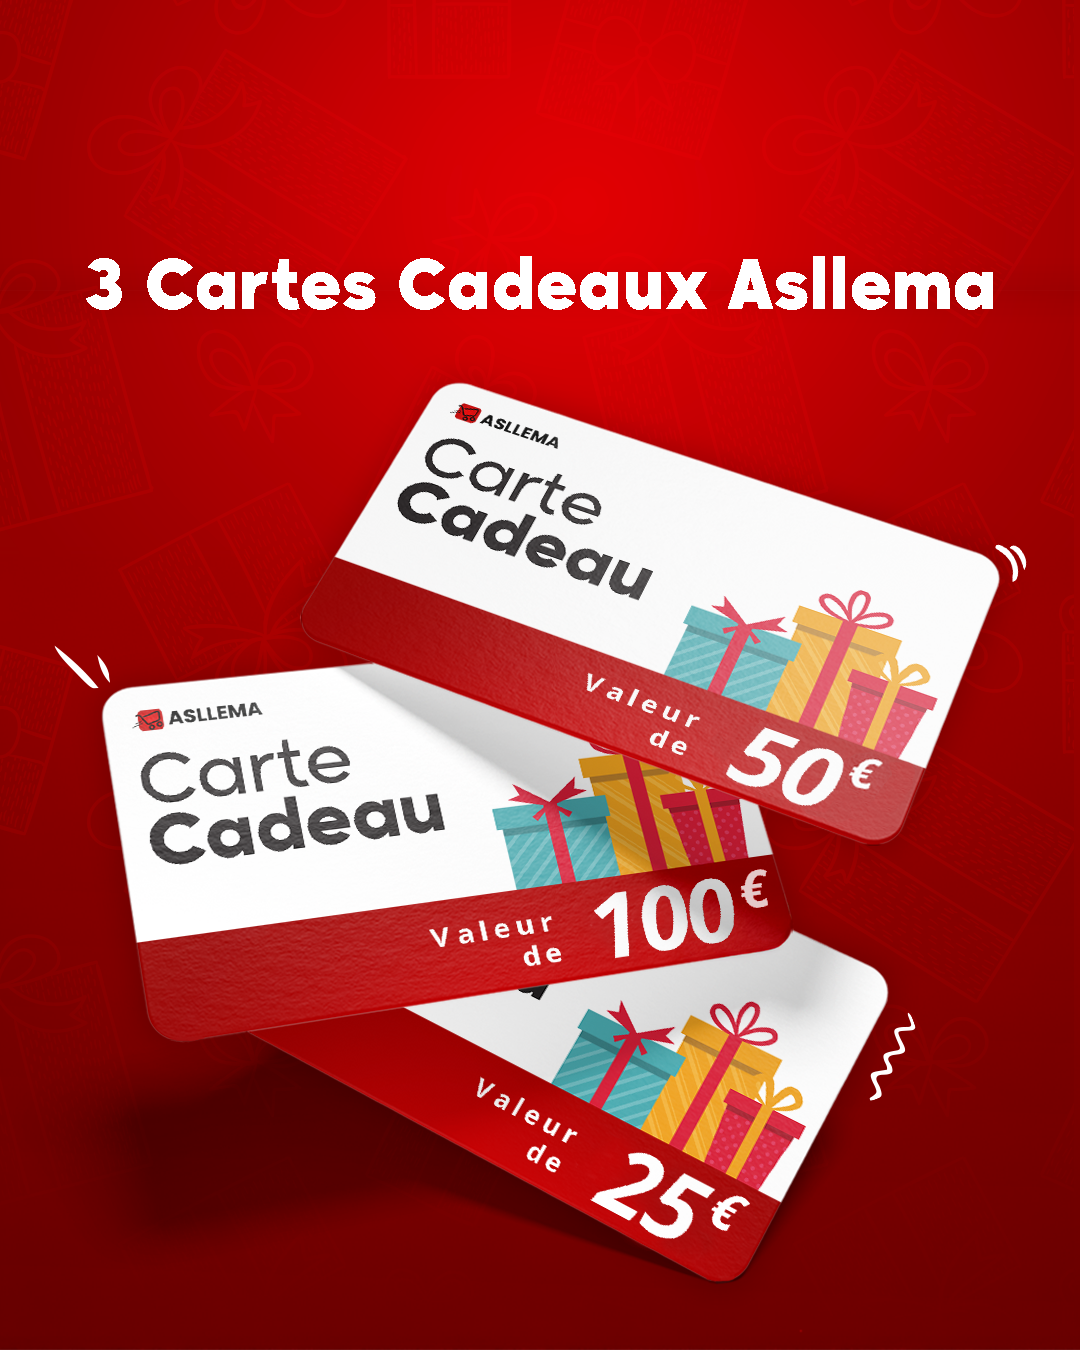 3 Cartes Cadeaux Asllema
ASLLEMA
Carte
Cadeau
Valeur
de
50€
ASLLEMA
Carte
Cadeau
Valeur
de
100€
Valeur
de
25€